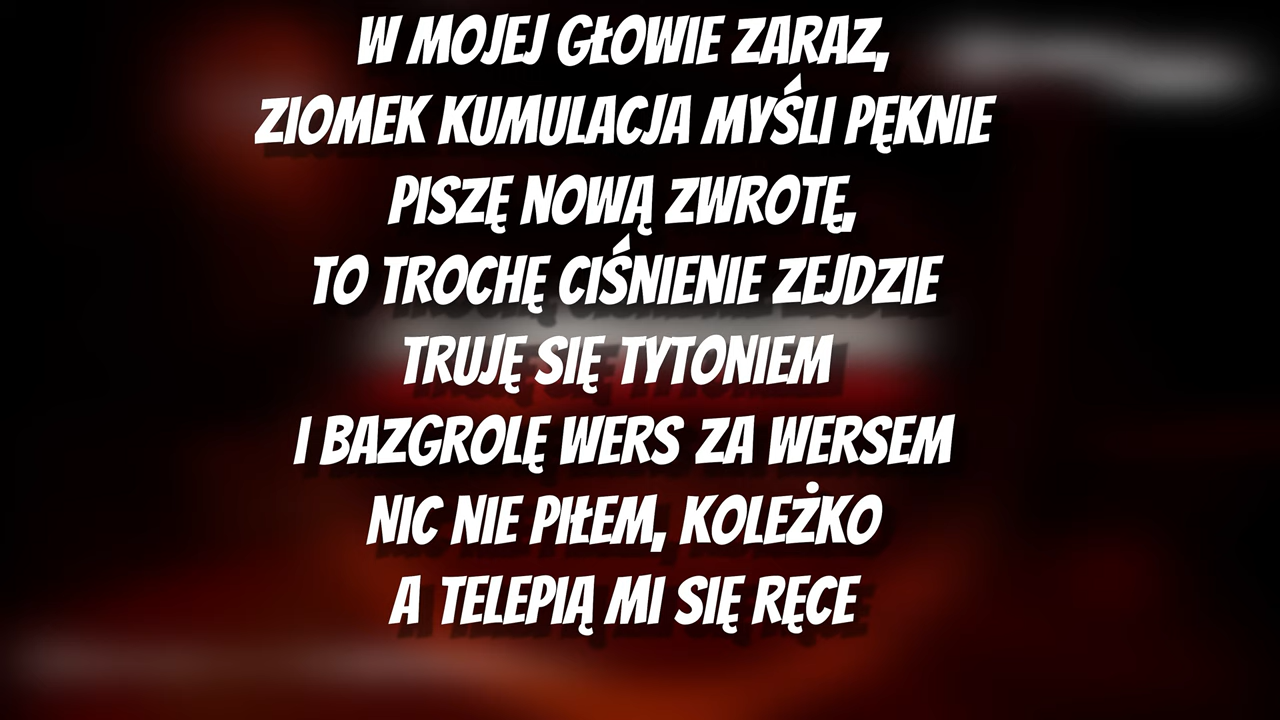 W MOJEJ GŁOWIE ZARAZ,
ZIOMEK KUMULACJA MYŚLI PĘKNIE
PISZĘ NOWĄ ZWROTĘ,
TO TROCHĘ CIŚNIENIE ZEJDZIE
TRUJĘ SIĘ TYTONIEM
I BAZGROLĘ WERS ZA WERSEM
NIC NIE PIŁEM, KOLEŻKO
A TELEPIĄ MI SIĘ RĘCE